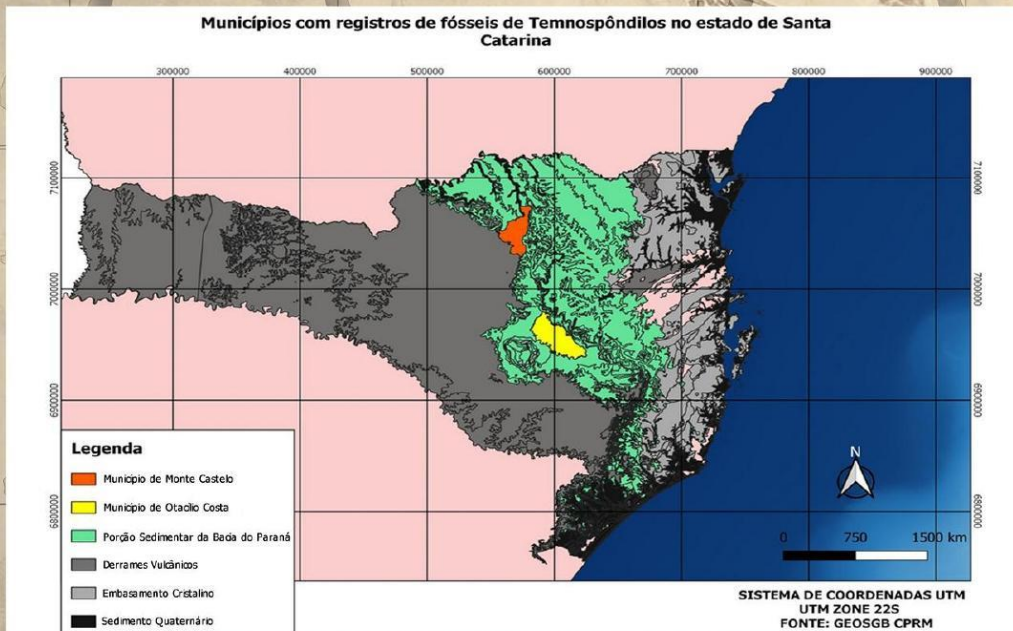 Municípios com registros de fósseis de Temnospôndilos no estado de Santa
Catarina
300000 400000 500000 600000 700000 800000 900000
7100000 7100000
7000000 7000000
6900000 6900000
6800000
Legenda
Município de Monte Castelo
Município de Otacílio Costa
Porção Sedimentar da Bacia do Paraná
Derrames Vulcânicos
Embasamento Cristalino
Sedimento Quaternário
N
6800000
0 750 1500 km
SISTEMA DE COORDENADAS UTM
UTM ZONE 22S
FONTE: GEOSGB CPRM